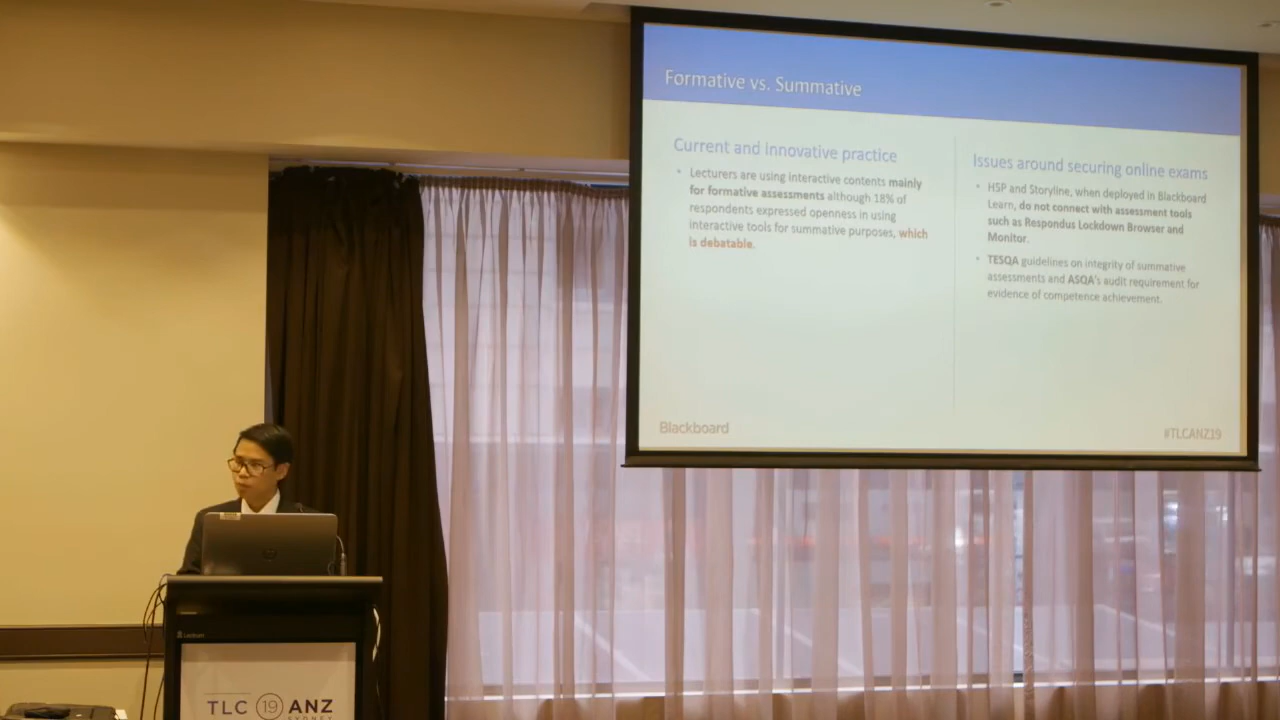 Formative vs. Summative
Current and innovative practice
• Lecturers are using interactive contents mainly
for formative assessments although 18% of
respondents expressed openness in using
interactive tools for summative purposes, which
is debatable.
Issues around securing online exams
• H5P and Storyline, when deployed in Blackboard
Learn, do not connect with assessment tools
such as Respondus Lockdown Browser and
Monitor.
• TESQA guidelines on integrity of summative
assessments and ASQA's audit requirement for
evidence of competence achievement.
Blackboard
#TLCANZ19
Lectrum
TLC 19 ANZ
SYDNEY